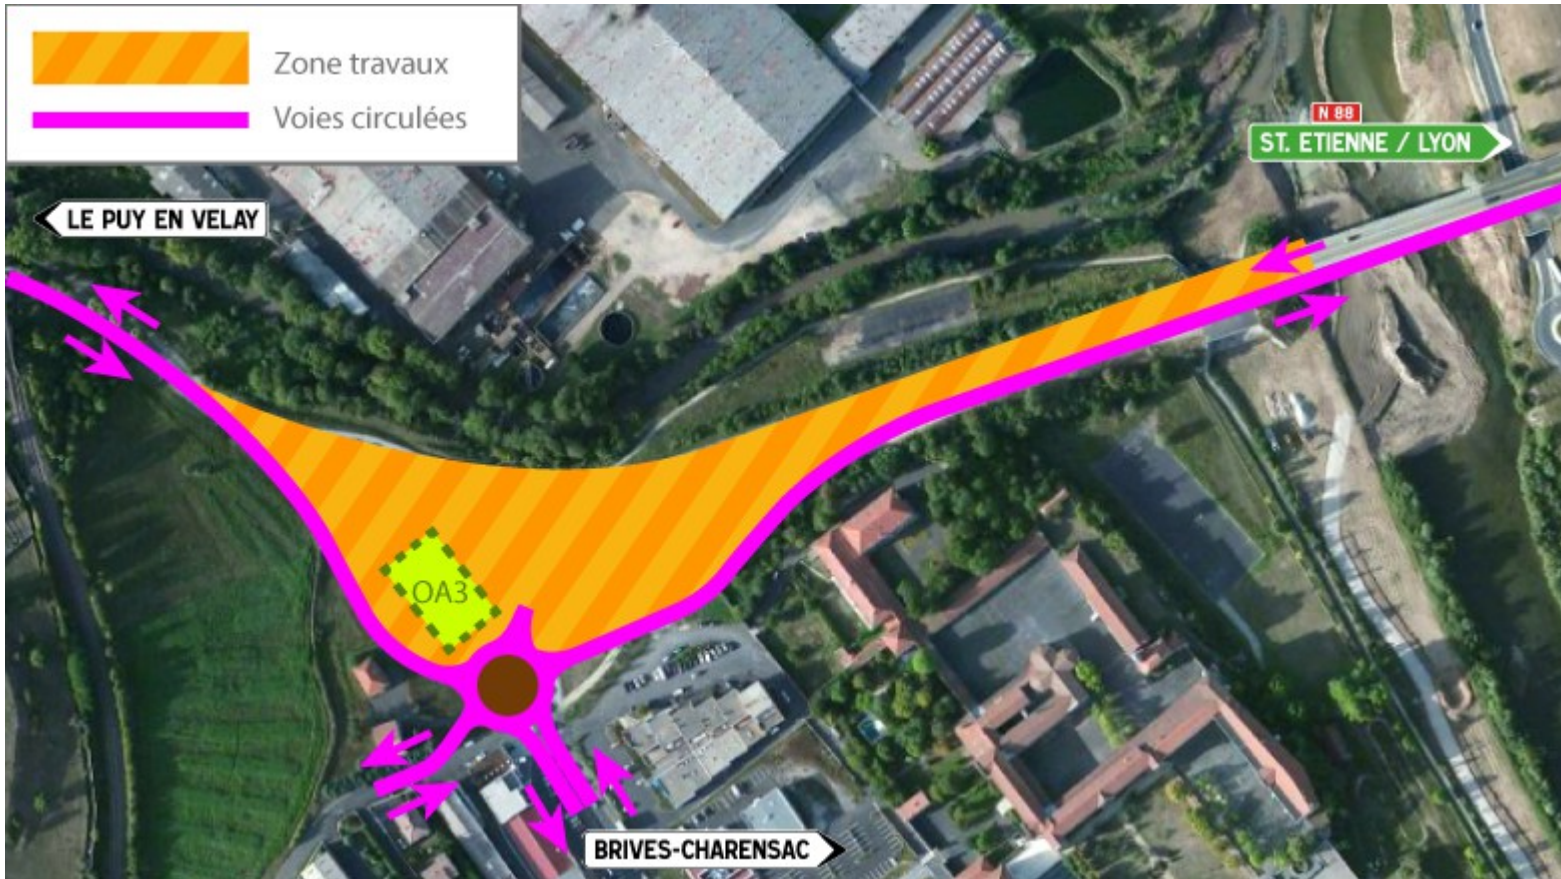 Zone travaux
Voies circulées
N 88
ST. ETIENNE / LYON
LE PUY EN VELAY
OA3
BRIVES-CHARENSAC